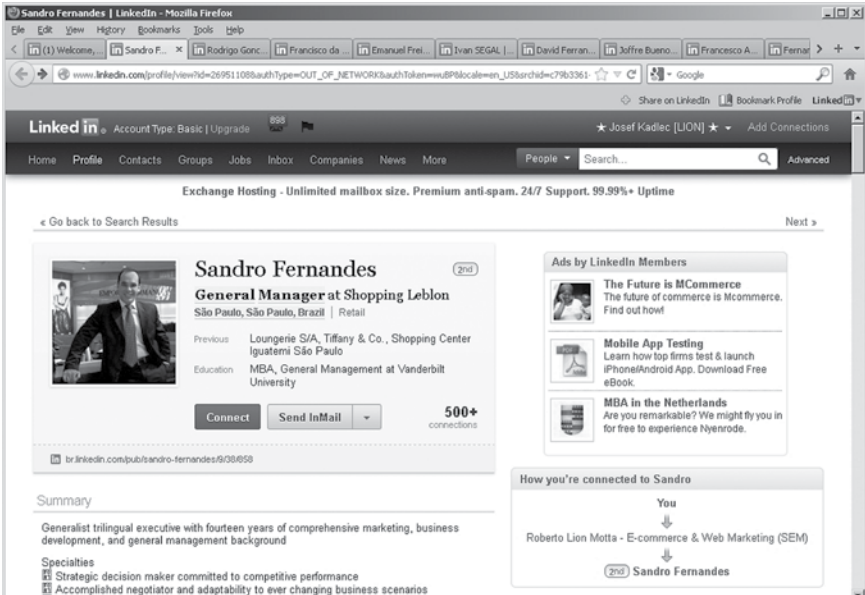 Sandro Fernandes | LinkedIn - Mozilla Firefox
File Edit View History Bookmarks Tools Help
(1) Welcome, ... Sandro F... × Rodrigo Gonc... Francisco da ... Emanuel Frei... Ivan SEGAL |... David Ferran... Joffre Bueno... Francesco A... Fernar
www.linkedin.com/profile/view?id=26951108&authType=OUT_OF_NETWORK&authToken=wuBP&locale=en_US&srchid=c79b3361- Google
Share on LinkedIn Bookmark Profile LinkedIn
Linked in Account Type: Basic | Upgrade 898 ★ Josef Kadlec [LION] ★ Add Connections
Home Profile Contacts Groups Jobs Inbox Companies News More People Search... Advanced
Exchange Hosting - Unlimited mailbox size. Premium anti-spam. 24/7 Support. 99.99%+ Uptime
« Go back to Search Results Next »
Sandro Fernandes 2nd
General Manager at Shopping Leblon
São Paulo, São Paulo, Brazil | Retail
Previous Loungerie S/A, Tiffany & Co., Shopping Center
Iguatemi São Paulo
Education MBA, General Management at Vanderbilt
University
Connect Send InMail 500+
connections
br.linkedin.com/pub/sandro-fernandes/9/38/858
Summary
Generalist trilingual executive with fourteen years of comprehensive marketing, business
development, and general management background
Specialties
Strategic decision maker committed to competitive performance
Accomplished negotiator and adaptability to ever changing business scenarios
Ads by LinkedIn Members
The Future is MCommerce
The future of commerce is Mcommerce.
Find out how!
Mobile App Testing
Learn how top firms test & launch
iPhone/Android App. Download Free
eBook.
MBA in the Netherlands
Are you remarkable? We might fly you in
for free to experience Nyenrode.
How you're connected to Sandro
You
Roberto Lion Motta - E-commerce & Web Marketing (SEM)
2nd Sandro Fernandes